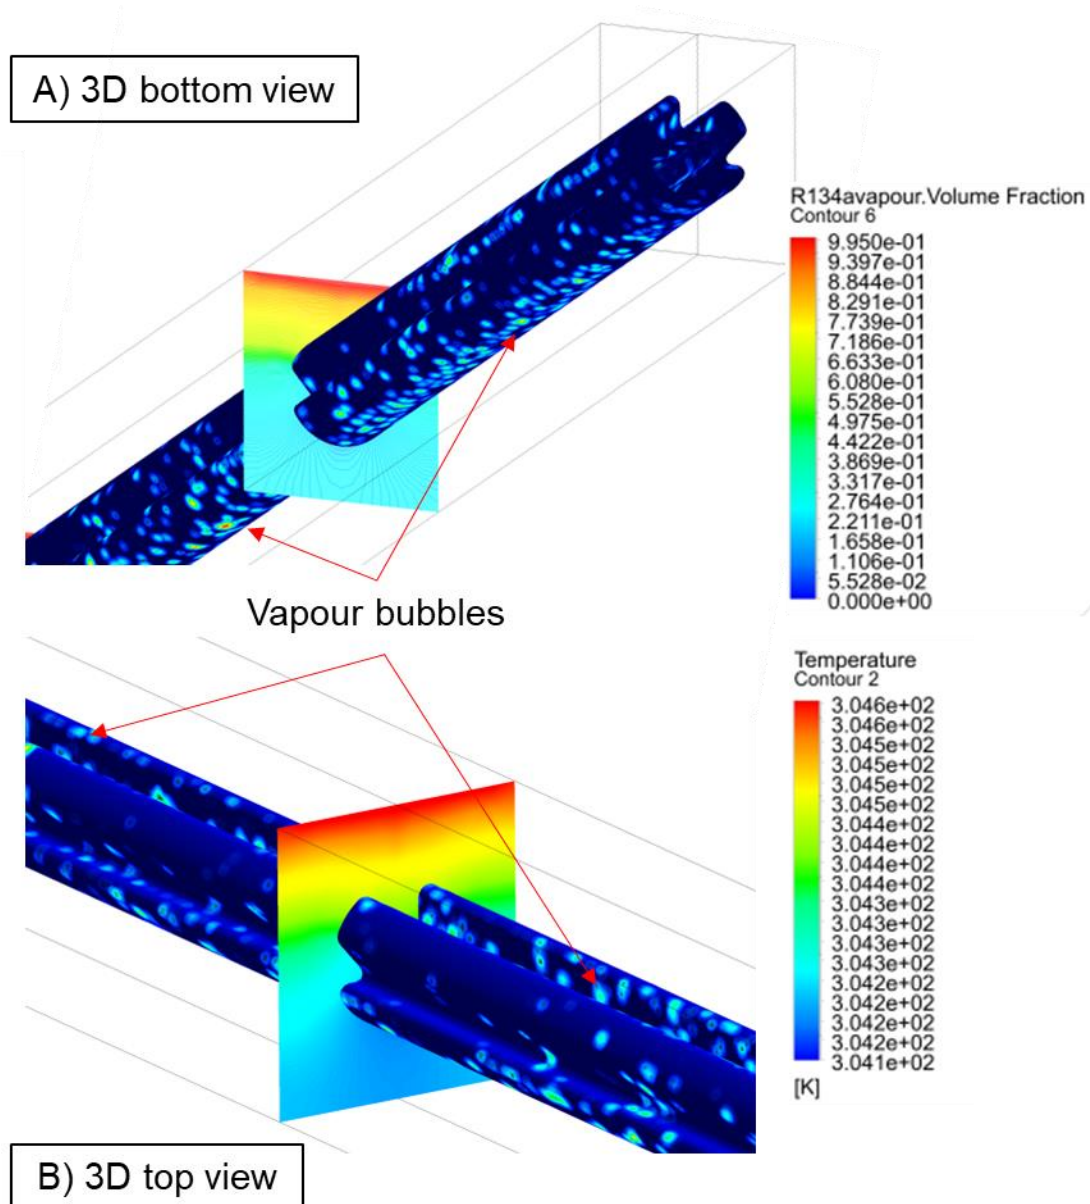 A) 3D bottom view
R134avapour.Volume Fraction
Contour 6
9.950e-01
9.397e-01
8.844e-01
8.291e-01
7.739e-01
7.186e-01
6.633e-01
6.080e-01
5.528e-01
4.975e-01
4.422e-01
3.869e-01
3.317e-01
2.764e-01
2.211e-01
1.658e-01
1.106e-01
5.528e-02
0.000e+00
Vapour bubbles
Temperature
Contour 2
3.046e+02
3.046e+02
3.045e+02
3.045e+02
3.045e+02
3.045e+02
3.044e+02
3.044e+02
3.044e+02
3.044e+02
3.043e+02
3.043e+02
3.043e+02
3.043e+02
3.042e+02
3.042e+02
3.042e+02
3.042e+02
3.041e+02
[K]
B) 3D top view